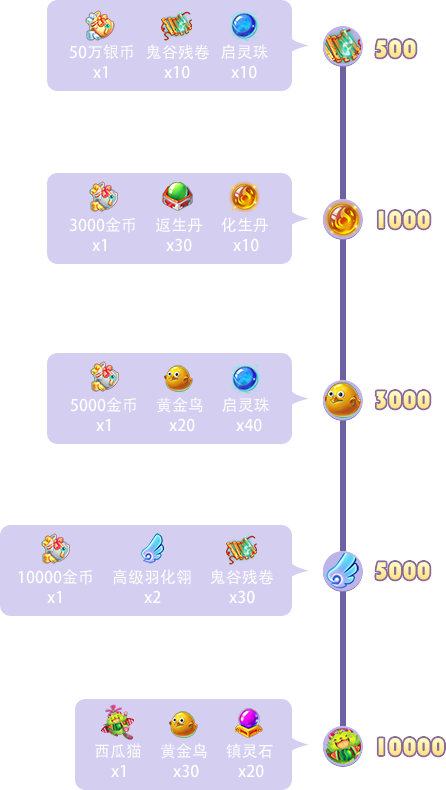 50万银币 鬼谷残卷 启灵珠
x1 x10 x10
500
3000金币 返生丹 化生丹
x1 x30 x10
1000
5000金币 黄金鸟 启灵珠
x1 x20 x40
3000
10000金币 高级羽化翎 鬼谷残卷
x1 x2 x30
5000
西瓜猫 黄金鸟 镇灵石
x1 x30 x20
10000